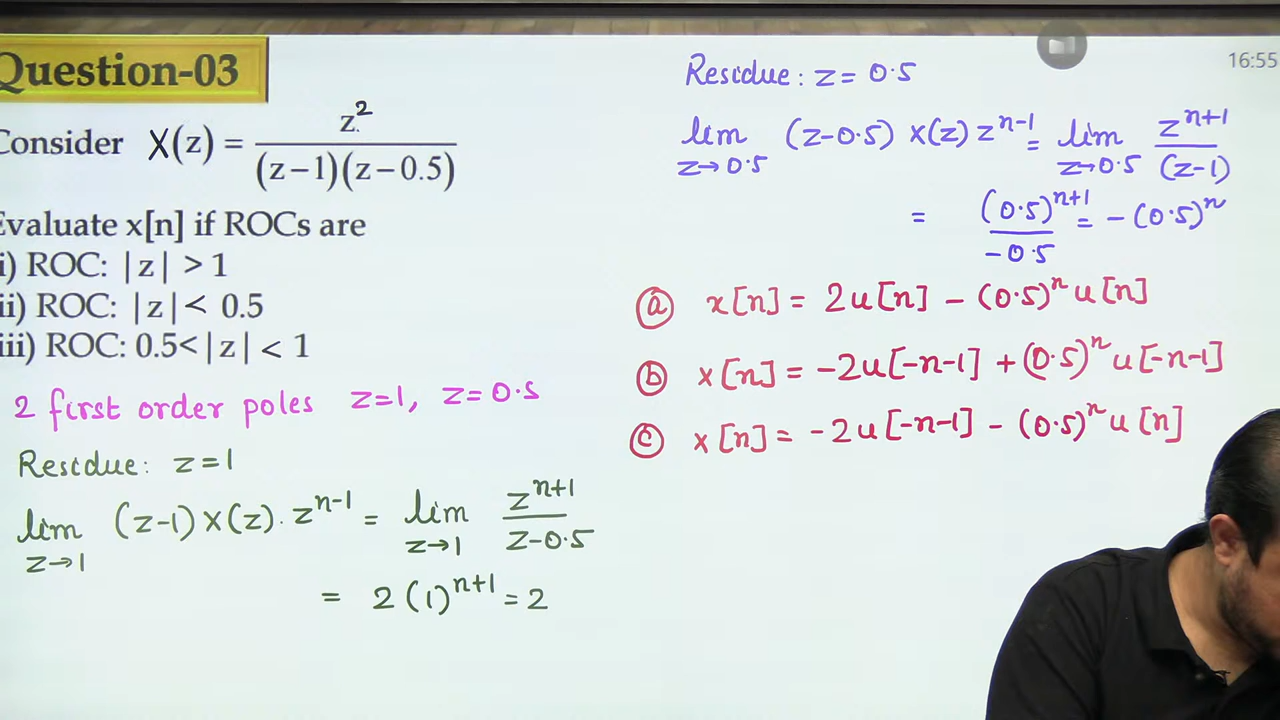 Question-03
Consider X(z) = z² / ((z−1)(z−0.5))
Evaluate x[n] if ROCs are
i) ROC: |z| > 1
ii) ROC: |z| < 0.5
iii) ROC: 0.5<|z| < 1
2 first order poles z=1, z=0.5
Residue: z=1
lim z→1 (z-1)X(z).z^{n-1} = lim z→1 z^{n+1} / (z-0.5)
= 2(1)^{n+1} = 2
16:55
Residue: z= 0.5
lim z→0.5 (z-0.5) X(z) z^{n-1} = lim z→0.5 z^{n+1} / (z-1)
= (0.5)^{n+1} / -0.5 = -(0.5)^n
(a) x[n] = 2u[n] - (0.5)^n u[n]
(b) x[n] = -2u[-n-1] + (0.5)^n u[-n-1]
(c) x[n] = -2u[-n-1] - (0.5)^n u[n]